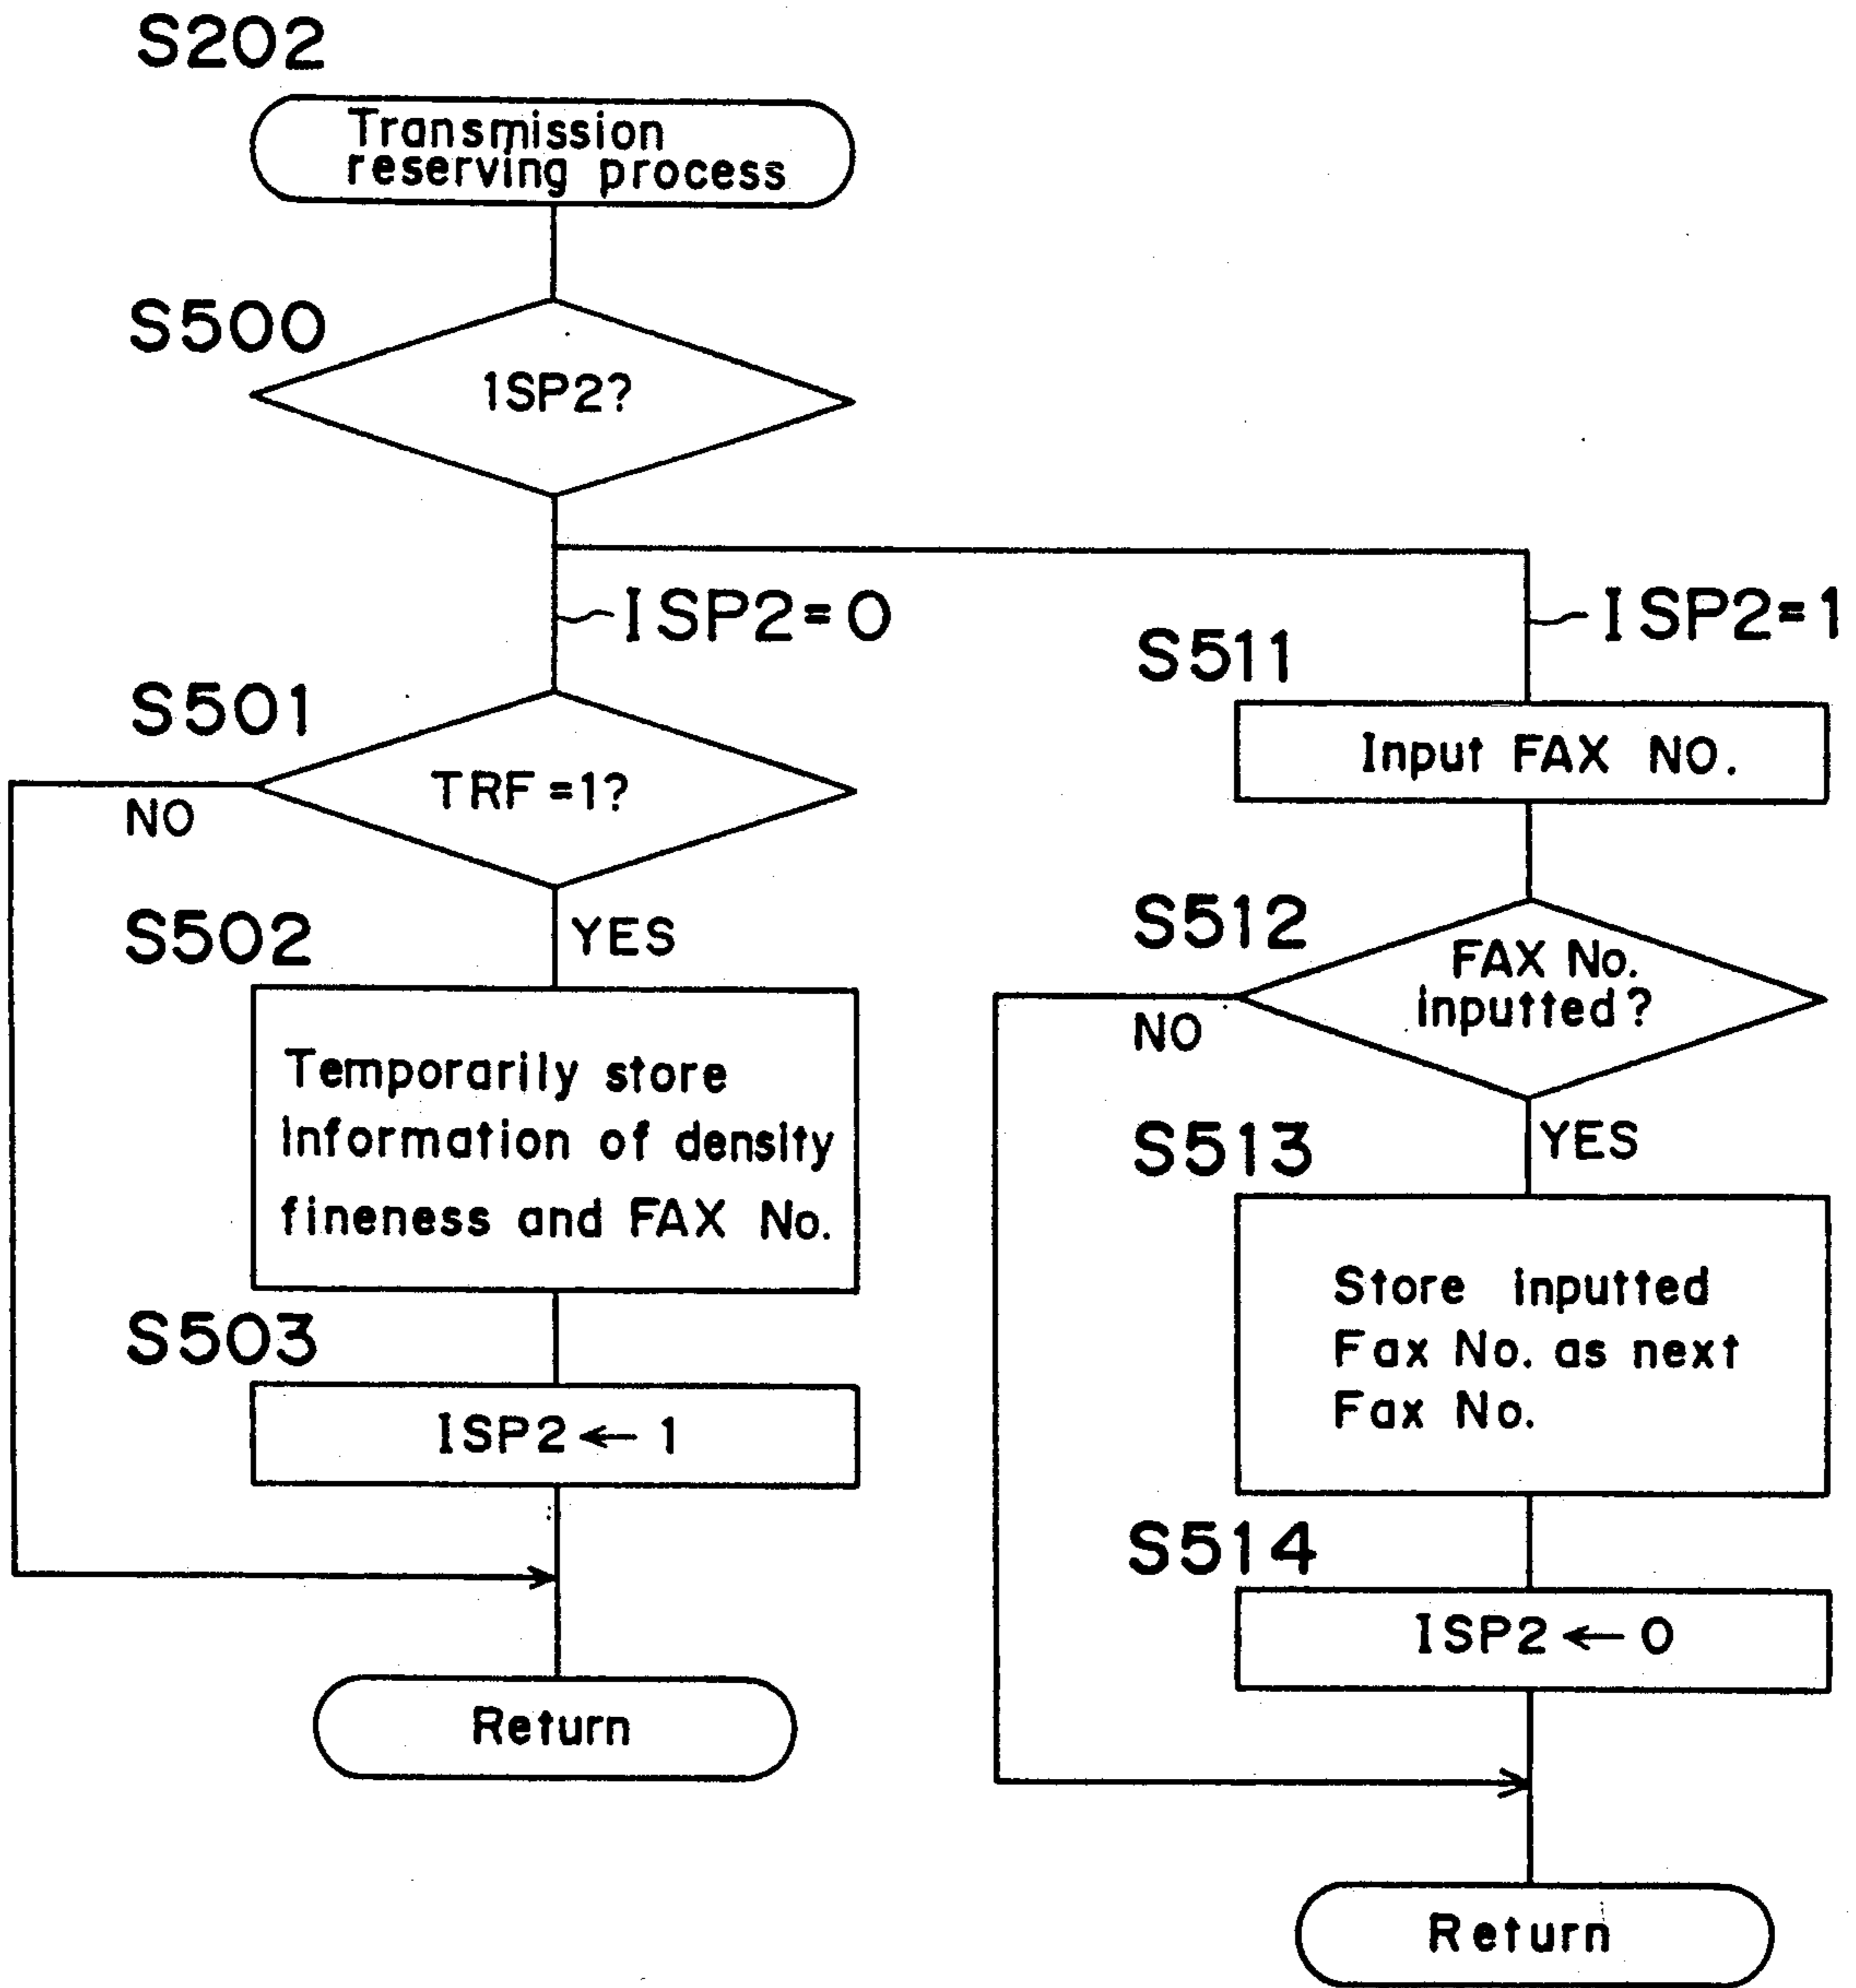 S202
Transmission
reserving process
S500
1SP2?
ISP2=0
ISP2=1
S501
TRF=1?
NO
YES
S502
Temporarily store
information of density
fineness and FAX No.
S503
ISP2 ← 1
Return
S511
Input FAX NO.
S512
FAX No.
inputted?
NO
YES
S513
Store inputted
Fax No. as next
Fax No.
S514
ISP2 ← 0
Return